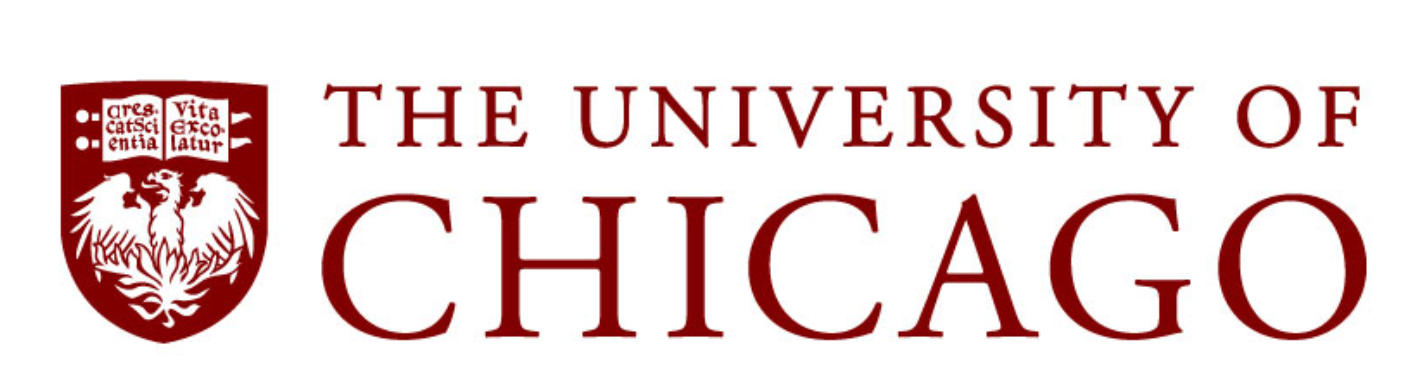 Cres.
catSci
entia
Vita
Exco-
latur
THE UNIVERSITY OF
CHICAGO